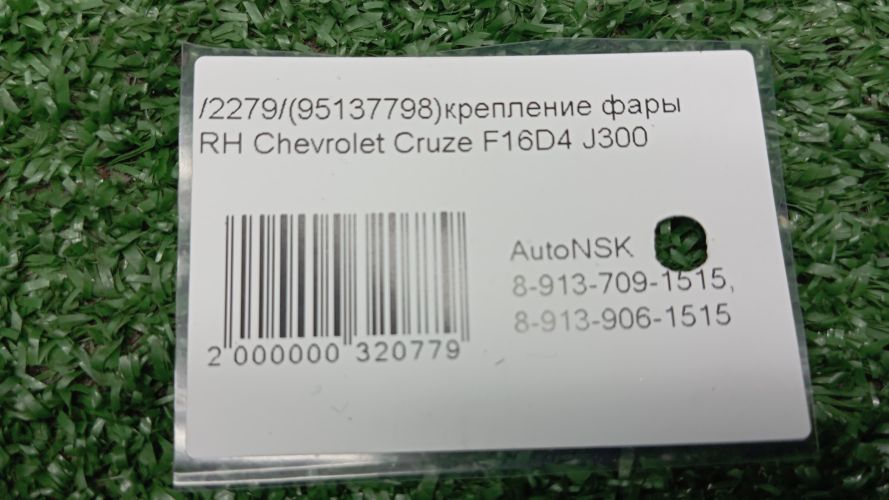 /2279/(95137798)крепление фары
RH Chevrolet Cruze F16D4 J300
AutoNSK
8-913-709-1515,
8-913-906-1515
2 000000 320779